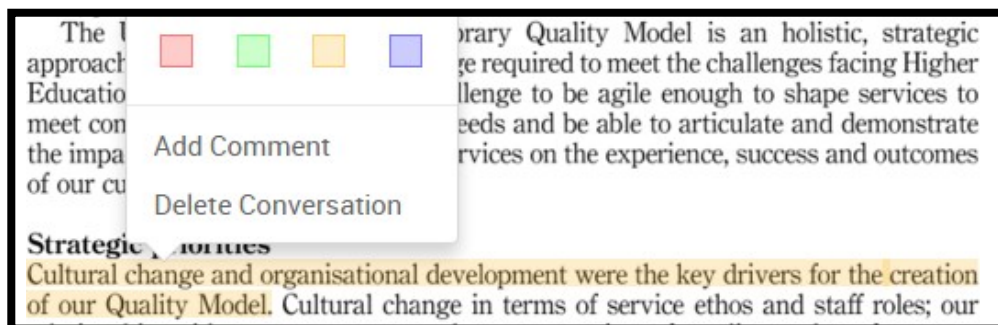 The
rary Quality Model is an holistic, strategic
approach
ge required to meet the challenges facing Higher
Educatio
llenge to be agile enough to shape services to
meet con
eeds and be able to articulate and demonstrate
the impa
rvices on the experience, success and outcomes
of our cu
Add Comment
Delete Conversation
Strategic priorities
Cultural change and organisational development were the key drivers for the creation
of our Quality Model. Cultural change in terms of service ethos and staff roles; our